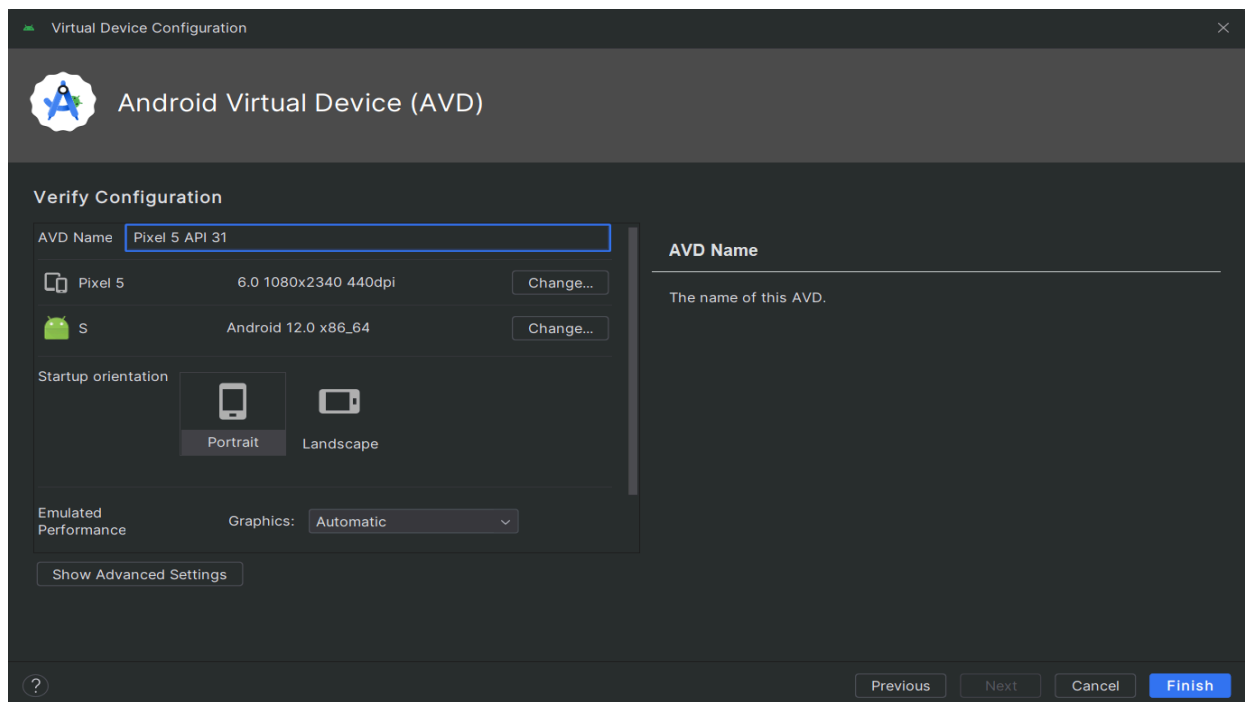 Virtual Device Configuration
Android Virtual Device (AVD)
Verify Configuration
AVD Name Pixel 5 API 31
Pixel 5 6.0 1080x2340 440dpi Change...
S Android 12.0 x86_64 Change...
Startup orientation
Portrait Landscape
Emulated
Performance
Graphics: Automatic
Show Advanced Settings
AVD Name
The name of this AVD.
? Previous Next Cancel Finish